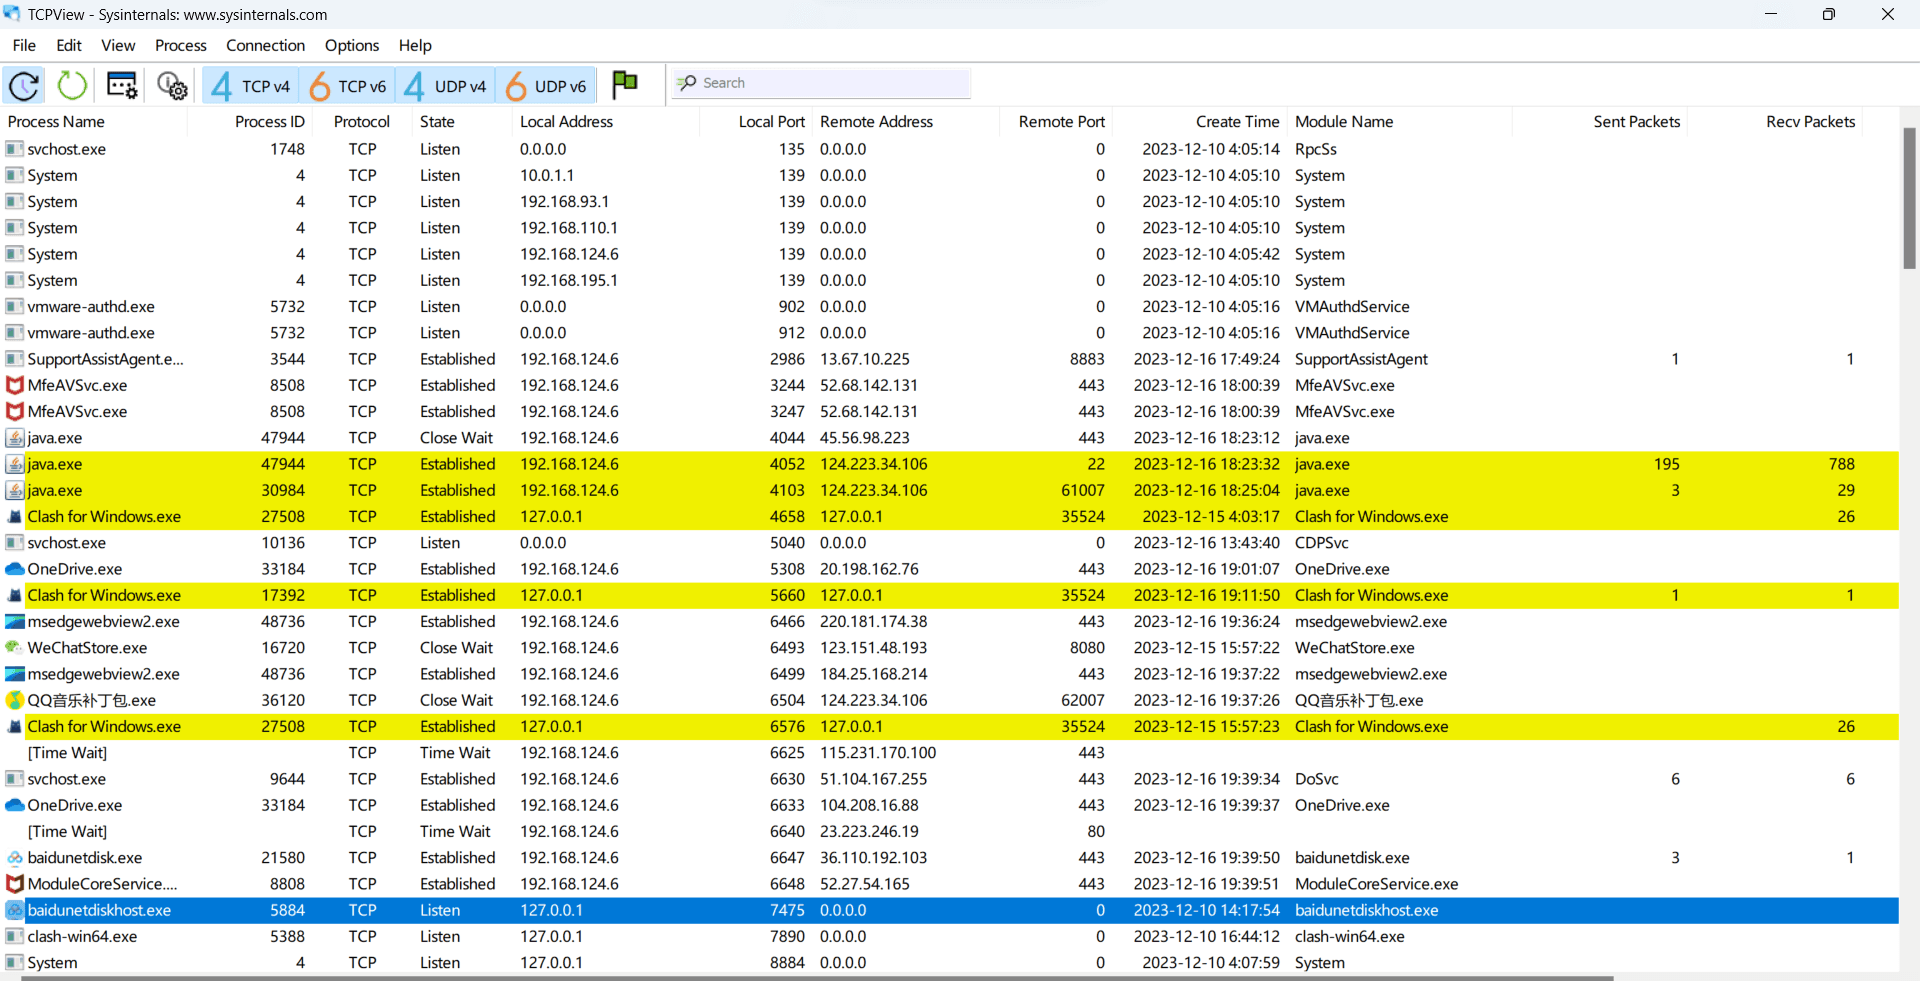 TCPView - Sysinternals: www.sysinternals.com
File Edit View Process Connection Options Help
4 TCP v4 6 TCP v6 4 UDP v4 6 UDP v6 Search
Process Name Process ID Protocol State Local Address Local Port Remote Address Remote Port Create Time Module Name Sent Packets Recv Packets
svchost.exe 1748 TCP Listen 0.0.0.0 135 0.0.0.0 0 2023-12-10 4:05:14 RpcSs
System 4 TCP Listen 10.0.1.1 139 0.0.0.0 0 2023-12-10 4:05:10 System
System 4 TCP Listen 192.168.93.1 139 0.0.0.0 0 2023-12-10 4:05:10 System
System 4 TCP Listen 192.168.110.1 139 0.0.0.0 0 2023-12-10 4:05:10 System
System 4 TCP Listen 192.168.124.6 139 0.0.0.0 0 2023-12-10 4:05:42 System
System 4 TCP Listen 192.168.195.1 139 0.0.0.0 0 2023-12-10 4:05:10 System
vmware-authd.exe 5732 TCP Listen 0.0.0.0 902 0.0.0.0 0 2023-12-10 4:05:16 VMAuthdService
vmware-authd.exe 5732 TCP Listen 0.0.0.0 912 0.0.0.0 0 2023-12-10 4:05:16 VMAuthdService
SupportAssistAgent.e... 3544 TCP Established 192.168.124.6 2986 13.67.10.225 8883 2023-12-16 17:49:24 SupportAssistAgent 1 1
MfeAVSvc.exe 8508 TCP Established 192.168.124.6 3244 52.68.142.131 443 2023-12-16 18:00:39 MfeAVSvc.exe
MfeAVSvc.exe 8508 TCP Established 192.168.124.6 3247 52.68.142.131 443 2023-12-16 18:00:39 MfeAVSvc.exe
java.exe 47944 TCP Close Wait 192.168.124.6 4044 45.56.98.223 443 2023-12-16 18:23:12 java.exe
java.exe 47944 TCP Established 192.168.124.6 4052 124.223.34.106 22 2023-12-16 18:23:32 java.exe 195 788
java.exe 30984 TCP Established 192.168.124.6 4103 124.223.34.106 61007 2023-12-16 18:25:04 java.exe 3 29
Clash for Windows.exe 27508 TCP Established 127.0.0.1 4658 127.0.0.1 35524 2023-12-15 4:03:17 Clash for Windows.exe 26
svchost.exe 10136 TCP Listen 0.0.0.0 5040 0.0.0.0 0 2023-12-16 13:43:40 CDPSvc
OneDrive.exe 33184 TCP Established 192.168.124.6 5308 20.198.162.76 443 2023-12-16 19:01:07 OneDrive.exe
Clash for Windows.exe 17392 TCP Established 127.0.0.1 5660 127.0.0.1 35524 2023-12-16 19:11:50 Clash for Windows.exe 1 1
msedgewebview2.exe 48736 TCP Established 192.168.124.6 6466 220.181.174.38 443 2023-12-16 19:36:24 msedgewebview2.exe
WeChatStore.exe 16720 TCP Close Wait 192.168.124.6 6493 123.151.48.193 8080 2023-12-15 15:57:22 WeChatStore.exe
msedgewebview2.exe 48736 TCP Established 192.168.124.6 6499 184.25.168.214 443 2023-12-16 19:37:22 msedgewebview2.exe
QQ音乐补丁包.exe 36120 TCP Close Wait 192.168.124.6 6504 124.223.34.106 62007 2023-12-16 19:37:26 QQ音乐补丁包.exe
Clash for Windows.exe 27508 TCP Established 127.0.0.1 6576 127.0.0.1 35524 2023-12-15 15:57:23 Clash for Windows.exe 26
[Time Wait] TCP Time Wait 192.168.124.6 6625 115.231.170.100 443
svchost.exe 9644 TCP Established 192.168.124.6 6630 51.104.167.255 443 2023-12-16 19:39:34 DoSvc 6 6
OneDrive.exe 33184 TCP Established 192.168.124.6 6633 104.208.16.88 443 2023-12-16 19:39:37 OneDrive.exe
[Time Wait] TCP Time Wait 192.168.124.6 6640 23.223.246.19 80
baidunetdisk.exe 21580 TCP Established 192.168.124.6 6647 36.110.192.103 443 2023-12-16 19:39:50 baidunetdisk.exe 3 1
ModuleCoreService.... 8808 TCP Established 192.168.124.6 6648 52.27.54.165 443 2023-12-16 19:39:51 ModuleCoreService.exe
baidunetdiskhost.exe 5884 TCP Listen 127.0.0.1 7475 0.0.0.0 0 2023-12-10 14:17:54 baidunetdiskhost.exe
clash-win64.exe 5388 TCP Listen 127.0.0.1 7890 0.0.0.0 0 2023-12-10 16:44:12 clash-win64.exe
System 4 TCP Listen 127.0.0.1 8884 0.0.0.0 0 2023-12-10 4:07:59 System